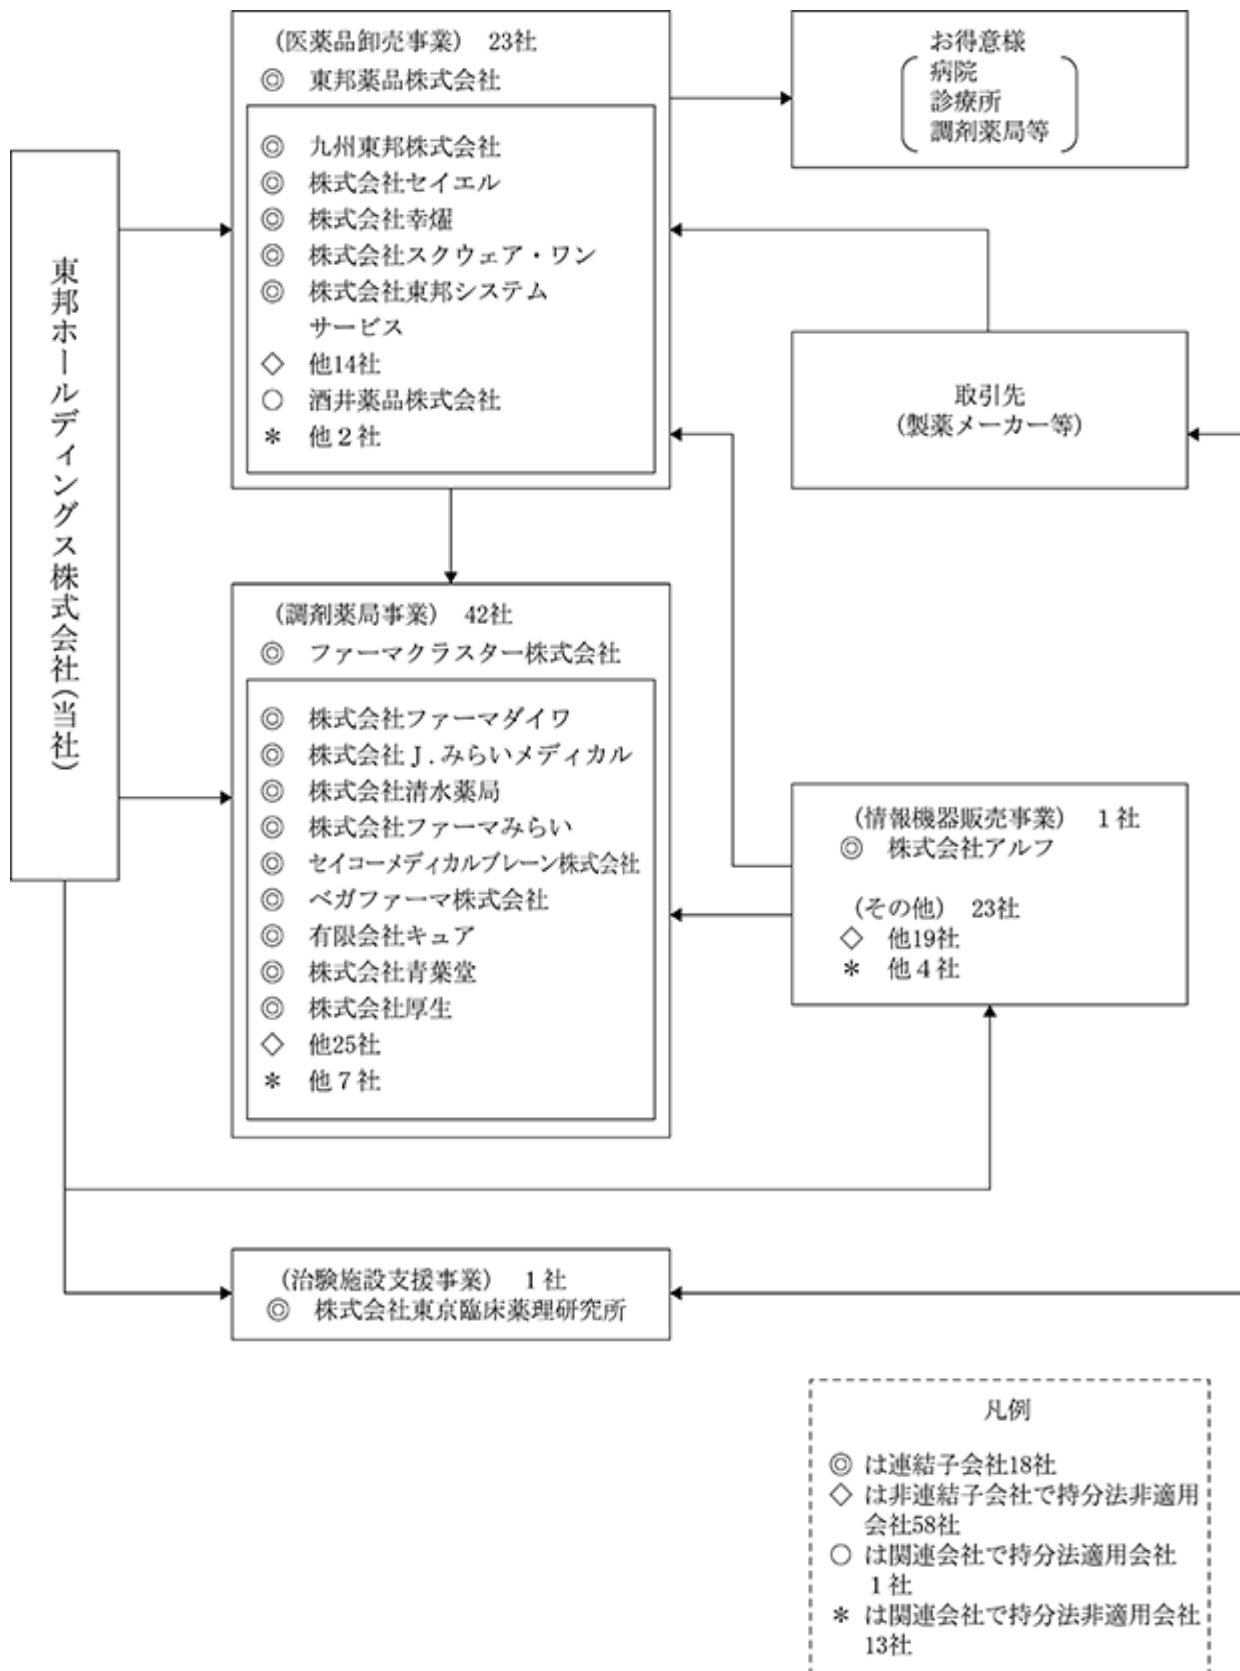 (医薬品卸売事業) 23社
◎ 東邦薬品株式会社
◎ 九州東邦株式会社
◎ 株式会社セイエル
◎ 株式会社幸燿
◎ 株式会社スクウェア・ワン
◎ 株式会社東邦システム
サービス
◇ 他14社
○ 酒井薬品株式会社
* 他2社
お得意様
病院
診療所
調剤薬局等
東邦ホールディングス株式会社(当社)
取引先
(製薬メーカー等)
(調剤薬局事業) 42社
◎ ファーマクラスター株式会社
◎ 株式会社ファーマダイワ
◎ 株式会社J.みらいメディカル
◎ 株式会社清水薬局
◎ 株式会社ファーマみらい
◎ セイコーメディカルブレーン株式会社
◎ ベガファーマ株式会社
◎ 有限会社キュア
◎ 株式会社青葉堂
◎ 株式会社厚生
◇ 他25社
* 他7社
(情報機器販売事業) 1社
◎ 株式会社アルフ
(その他) 23社
◇ 他19社
* 他4社
(治験施設支援事業) 1社
◎ 株式会社東京臨床薬理研究所
凡例
◎ は連結子会社18社
◇ は非連結子会社で持分法非適用
会社58社
○ は関連会社で持分法適用会社
1社
* は関連会社で持分法非適用会社
13社